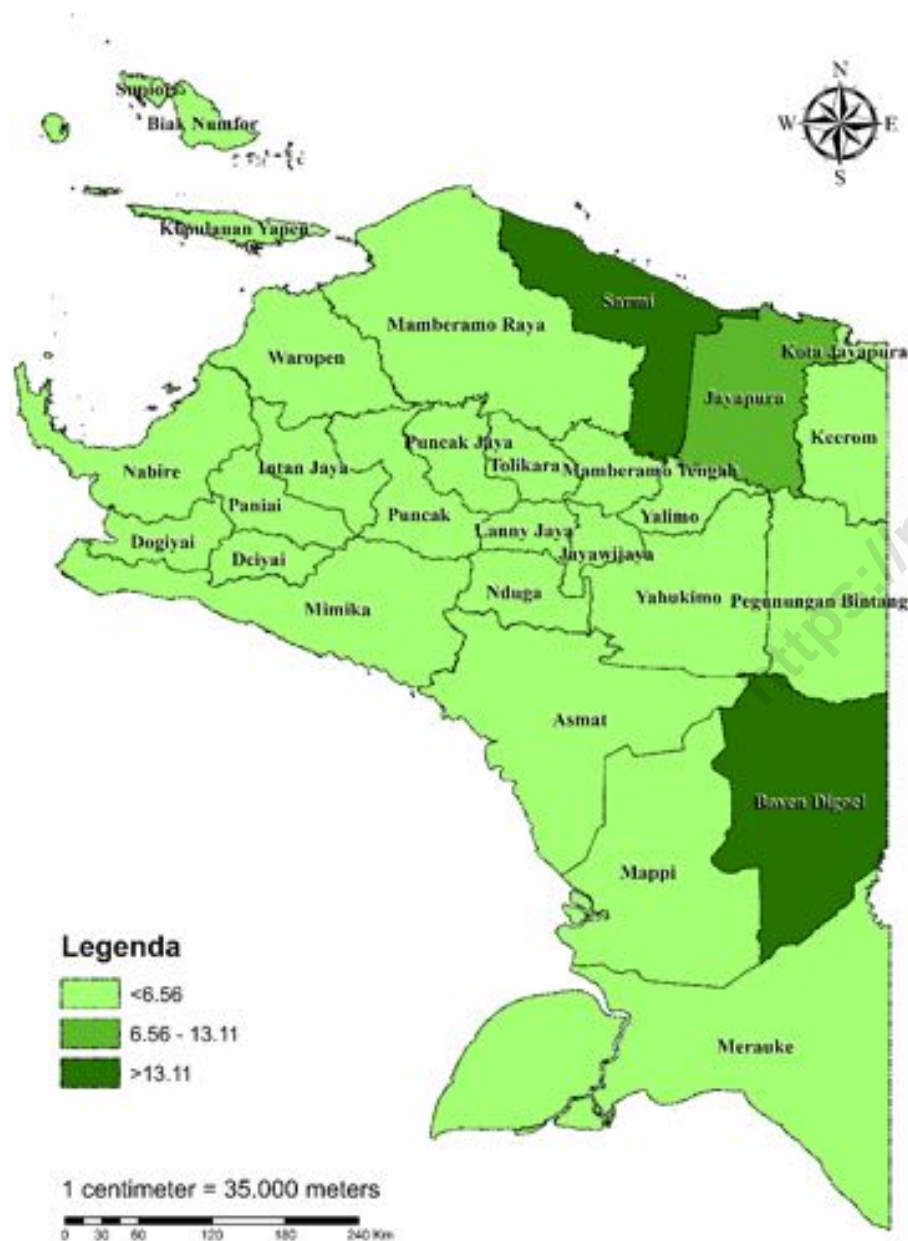 N
W E
S
Supiori
Biak Numfor
Kepulauan Yapen
Sarmi
Mamberamo Raya
Kota Jayapura
Waropen
Jayapura
Keerom
Puncak Jaya
Tolikara
Nabire
Intan Jaya
Mamberamo Tengah
Paniai
Puncak
Yalimo
Lanny Jaya
Dogiyai
Jayawijaya
Deiyai
Nduga
Yahukimo
Pegunungan Bintang
Mimika
https://
Asmat
Boven Digoel
Mappi
Legenda
<6.56
6.56 - 13.11
>13.11
Merauke
1 centimeter = 35.000 meters
0 30 60 120 180 240 Km